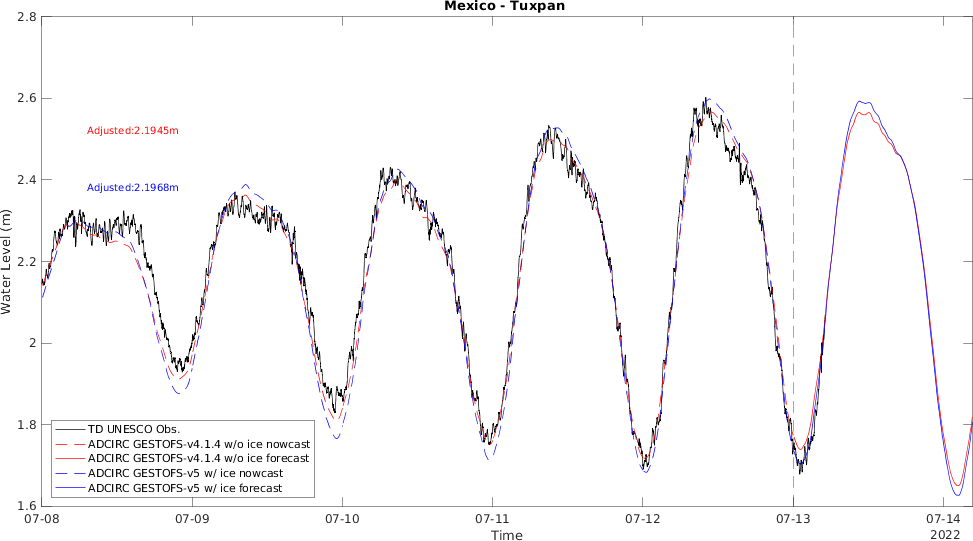 Mexico - Tuxpan
2.8
2.6
2.4
2.2
2
1.8
1.6
Water Level (m)
Adjusted:2.1945m
Adjusted:2.1968m
TD UNESCO Obs.
ADCIRC GESTOFS-v4.1.4 w/o ice nowcast
ADCIRC GESTOFS-v4.1.4 w/o ice forecast
ADCIRC GESTOFS-v5 w/ ice nowcast
ADCIRC GESTOFS-v5 w/ ice forecast
07-08 07-09 07-10 07-11 07-12 07-13 07-14
Time
2022